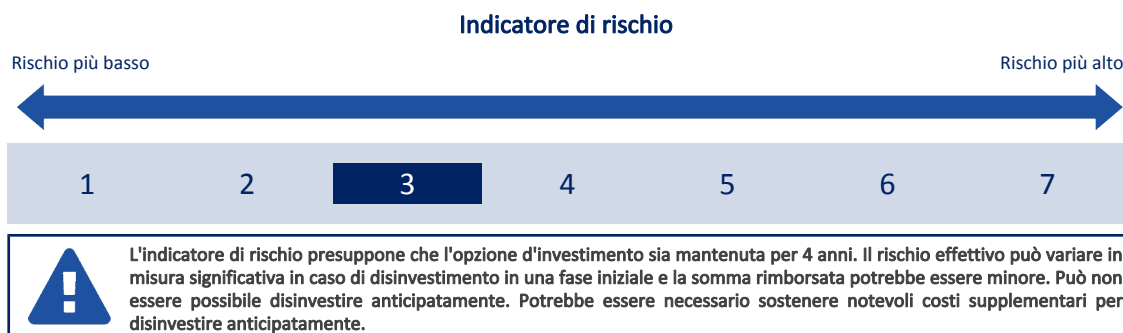 Indicatore di rischio
Rischio più basso
Rischio più alto
1 2 3 4 5 6 7
L'indicatore di rischio presuppone che l'opzione d'investimento sia mantenuta per 4 anni. Il rischio effettivo può variare in
misura significativa in caso di disinvestimento in una fase iniziale e la somma rimborsata potrebbe essere minore. Può non
essere possibile disinvestire anticipatamente. Potrebbe essere necessario sostenere notevoli costi supplementari per
disinvestire anticipatamente.